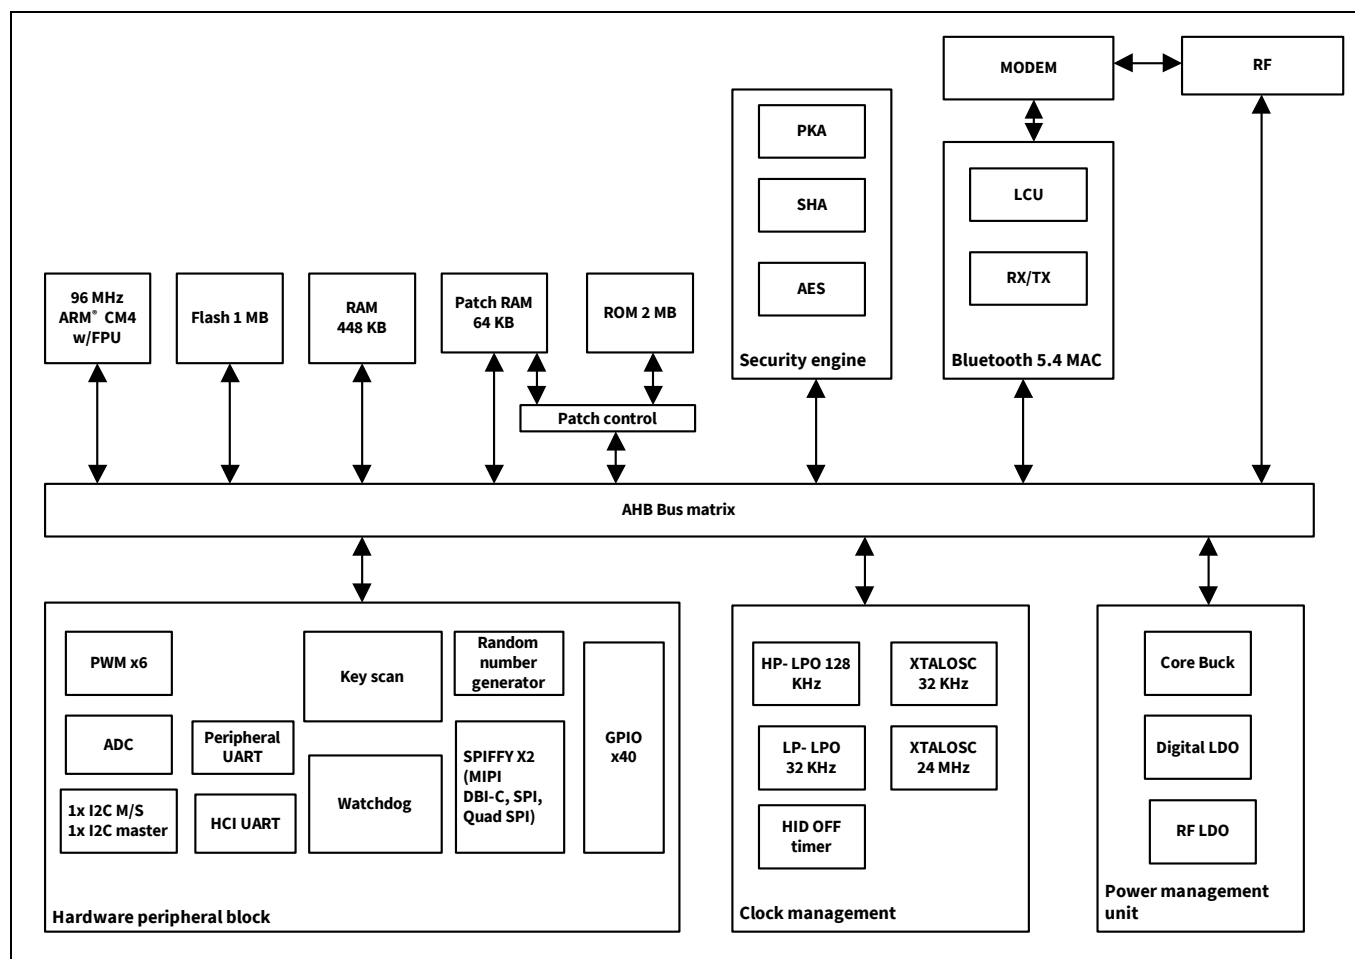 MODEM
RF
PKA
SHA
AES
Security engine
LCU
RX/TX
Bluetooth 5.4 MAC
96 MHz
ARM® CM4
w/FPU
Flash 1 MB
RAM
448 KB
Patch RAM
64 KB
ROM 2 MB
Patch control
AHB Bus matrix
PWM x6
ADC
1x I2C M/S
1x I2C master
Peripheral
UART
HCI UART
Key scan
Watchdog
Random
number
generator
SPIFFY X2
(MIPI
DBI-C, SPI,
Quad SPI)
GPIO
x40
Hardware peripheral block
HP- LPO 128
KHz
XTALOSC
32 KHz
LP- LPO
32 KHz
XTALOSC
24 MHz
HID OFF
timer
Clock management
Core Buck
Digital LDO
RF LDO
Power management
unit